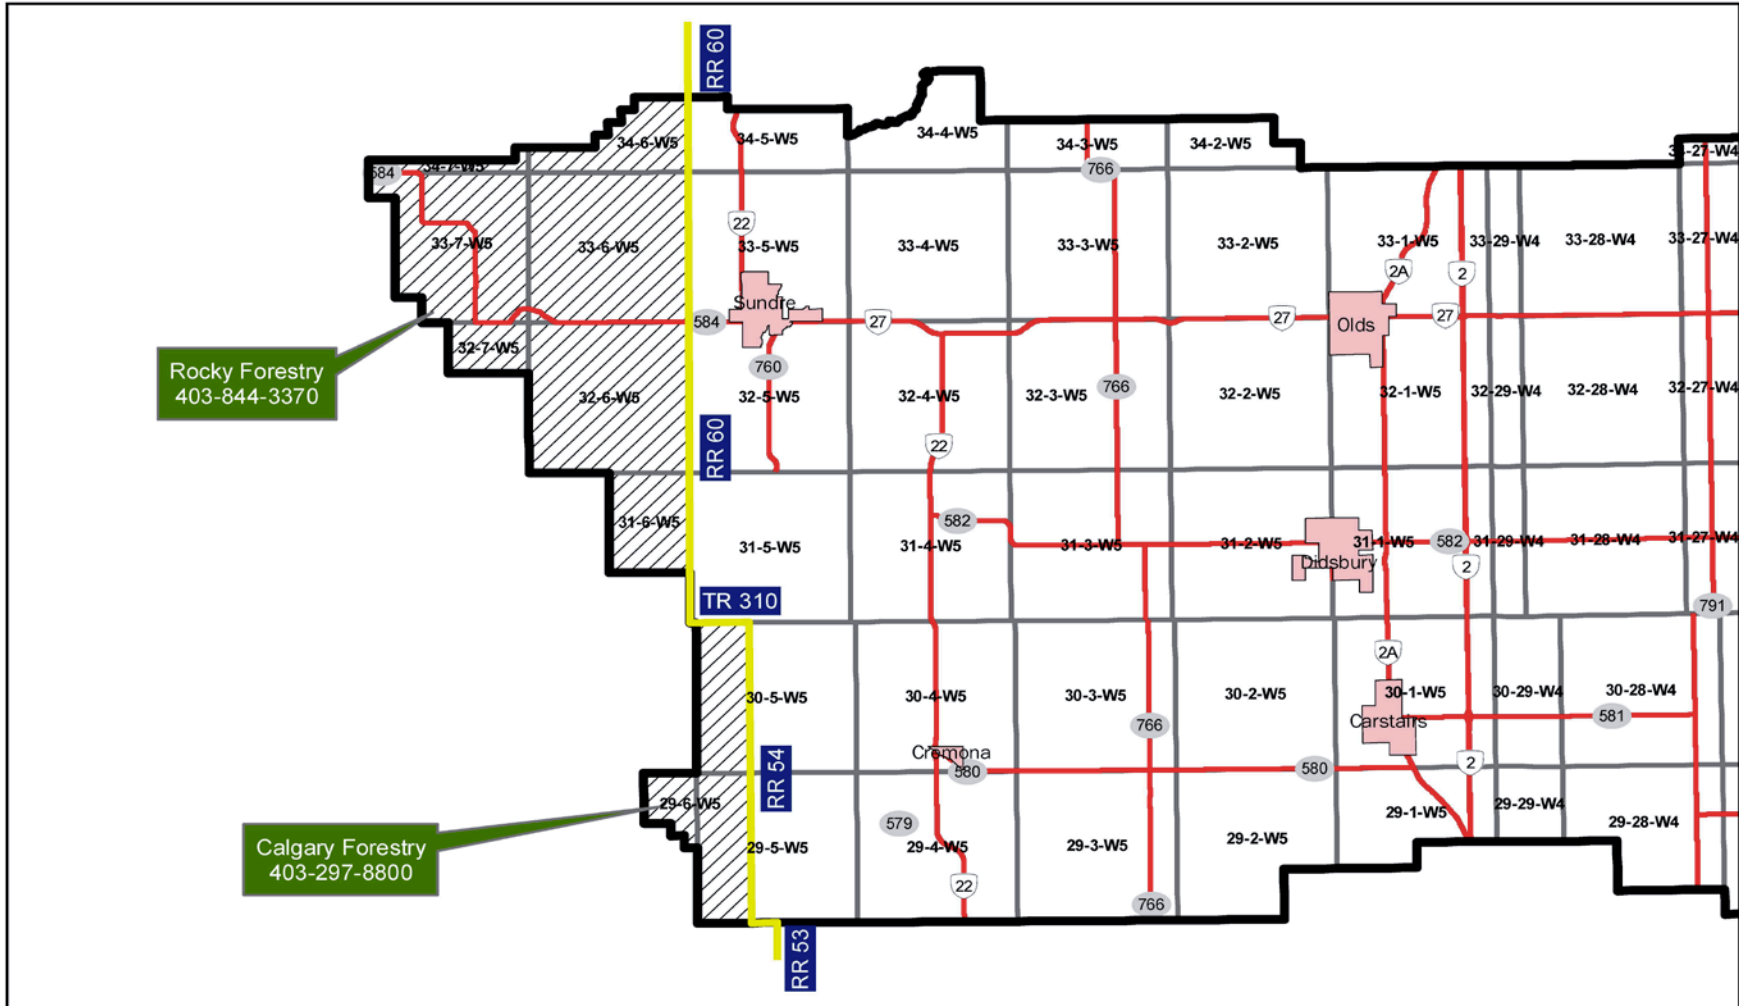 RR 60
34-6-W5
34-5-W5
34-4-W5
34-3-W5
34-2-W5
34-27-W4
34-7-W5
584
766
22
33-7-W5
33-6-W5
33-5-W5
33-4-W5
33-3-W5
33-2-W5
33-1-W5
33-29-W4
33-28-W4
33-27-W4
2A
2
Sundre
584
27
27
Olds
27
32-7-W5
Rocky Forestry
403-844-3370
760
766
32-6-W5
32-5-W5
32-4-W5
32-3-W5
32-2-W5
32-1-W5
32-29-W4
32-28-W4
32-27-W4
RR 60
22
31-6-W5
582
31-5-W5
31-4-W5
31-3-W5
31-2-W5
31-1-W5
582
31-29-W4
31-28-W4
31-27-W4
Didsbury
2
TR 310
791
2A
30-5-W5
30-4-W5
30-3-W5
30-2-W5
30-1-W5
30-29-W4
30-28-W4
766
Carstairs
581
Cremona
580
580
2
RR 54
29-6-W5
29-5-W5
579
29-4-W5
29-3-W5
29-2-W5
29-1-W5
29-29-W4
29-28-W4
Calgary Forestry
403-297-8800
22
766
RR 53